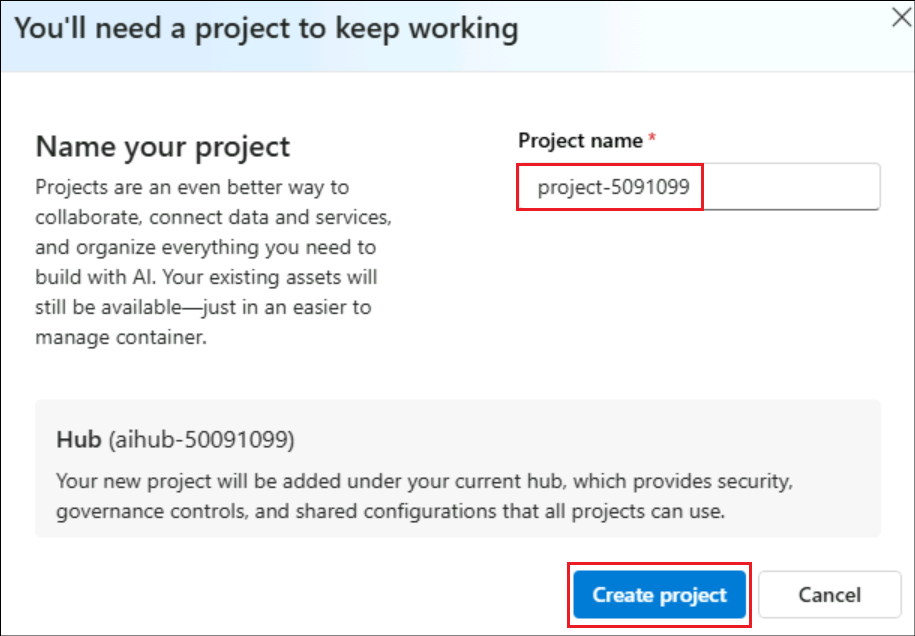 You'll need a project to keep working
Name your project
Projects are an even better way to
collaborate, connect data and services,
and organize everything you need to
build with AI. Your existing assets will
still be available—just in an easier to
manage container.
Project name *
project-5091099
Hub (aihub-50091099)
Your new project will be added under your current hub, which provides security,
governance controls, and shared configurations that all projects can use.
Create project
Cancel